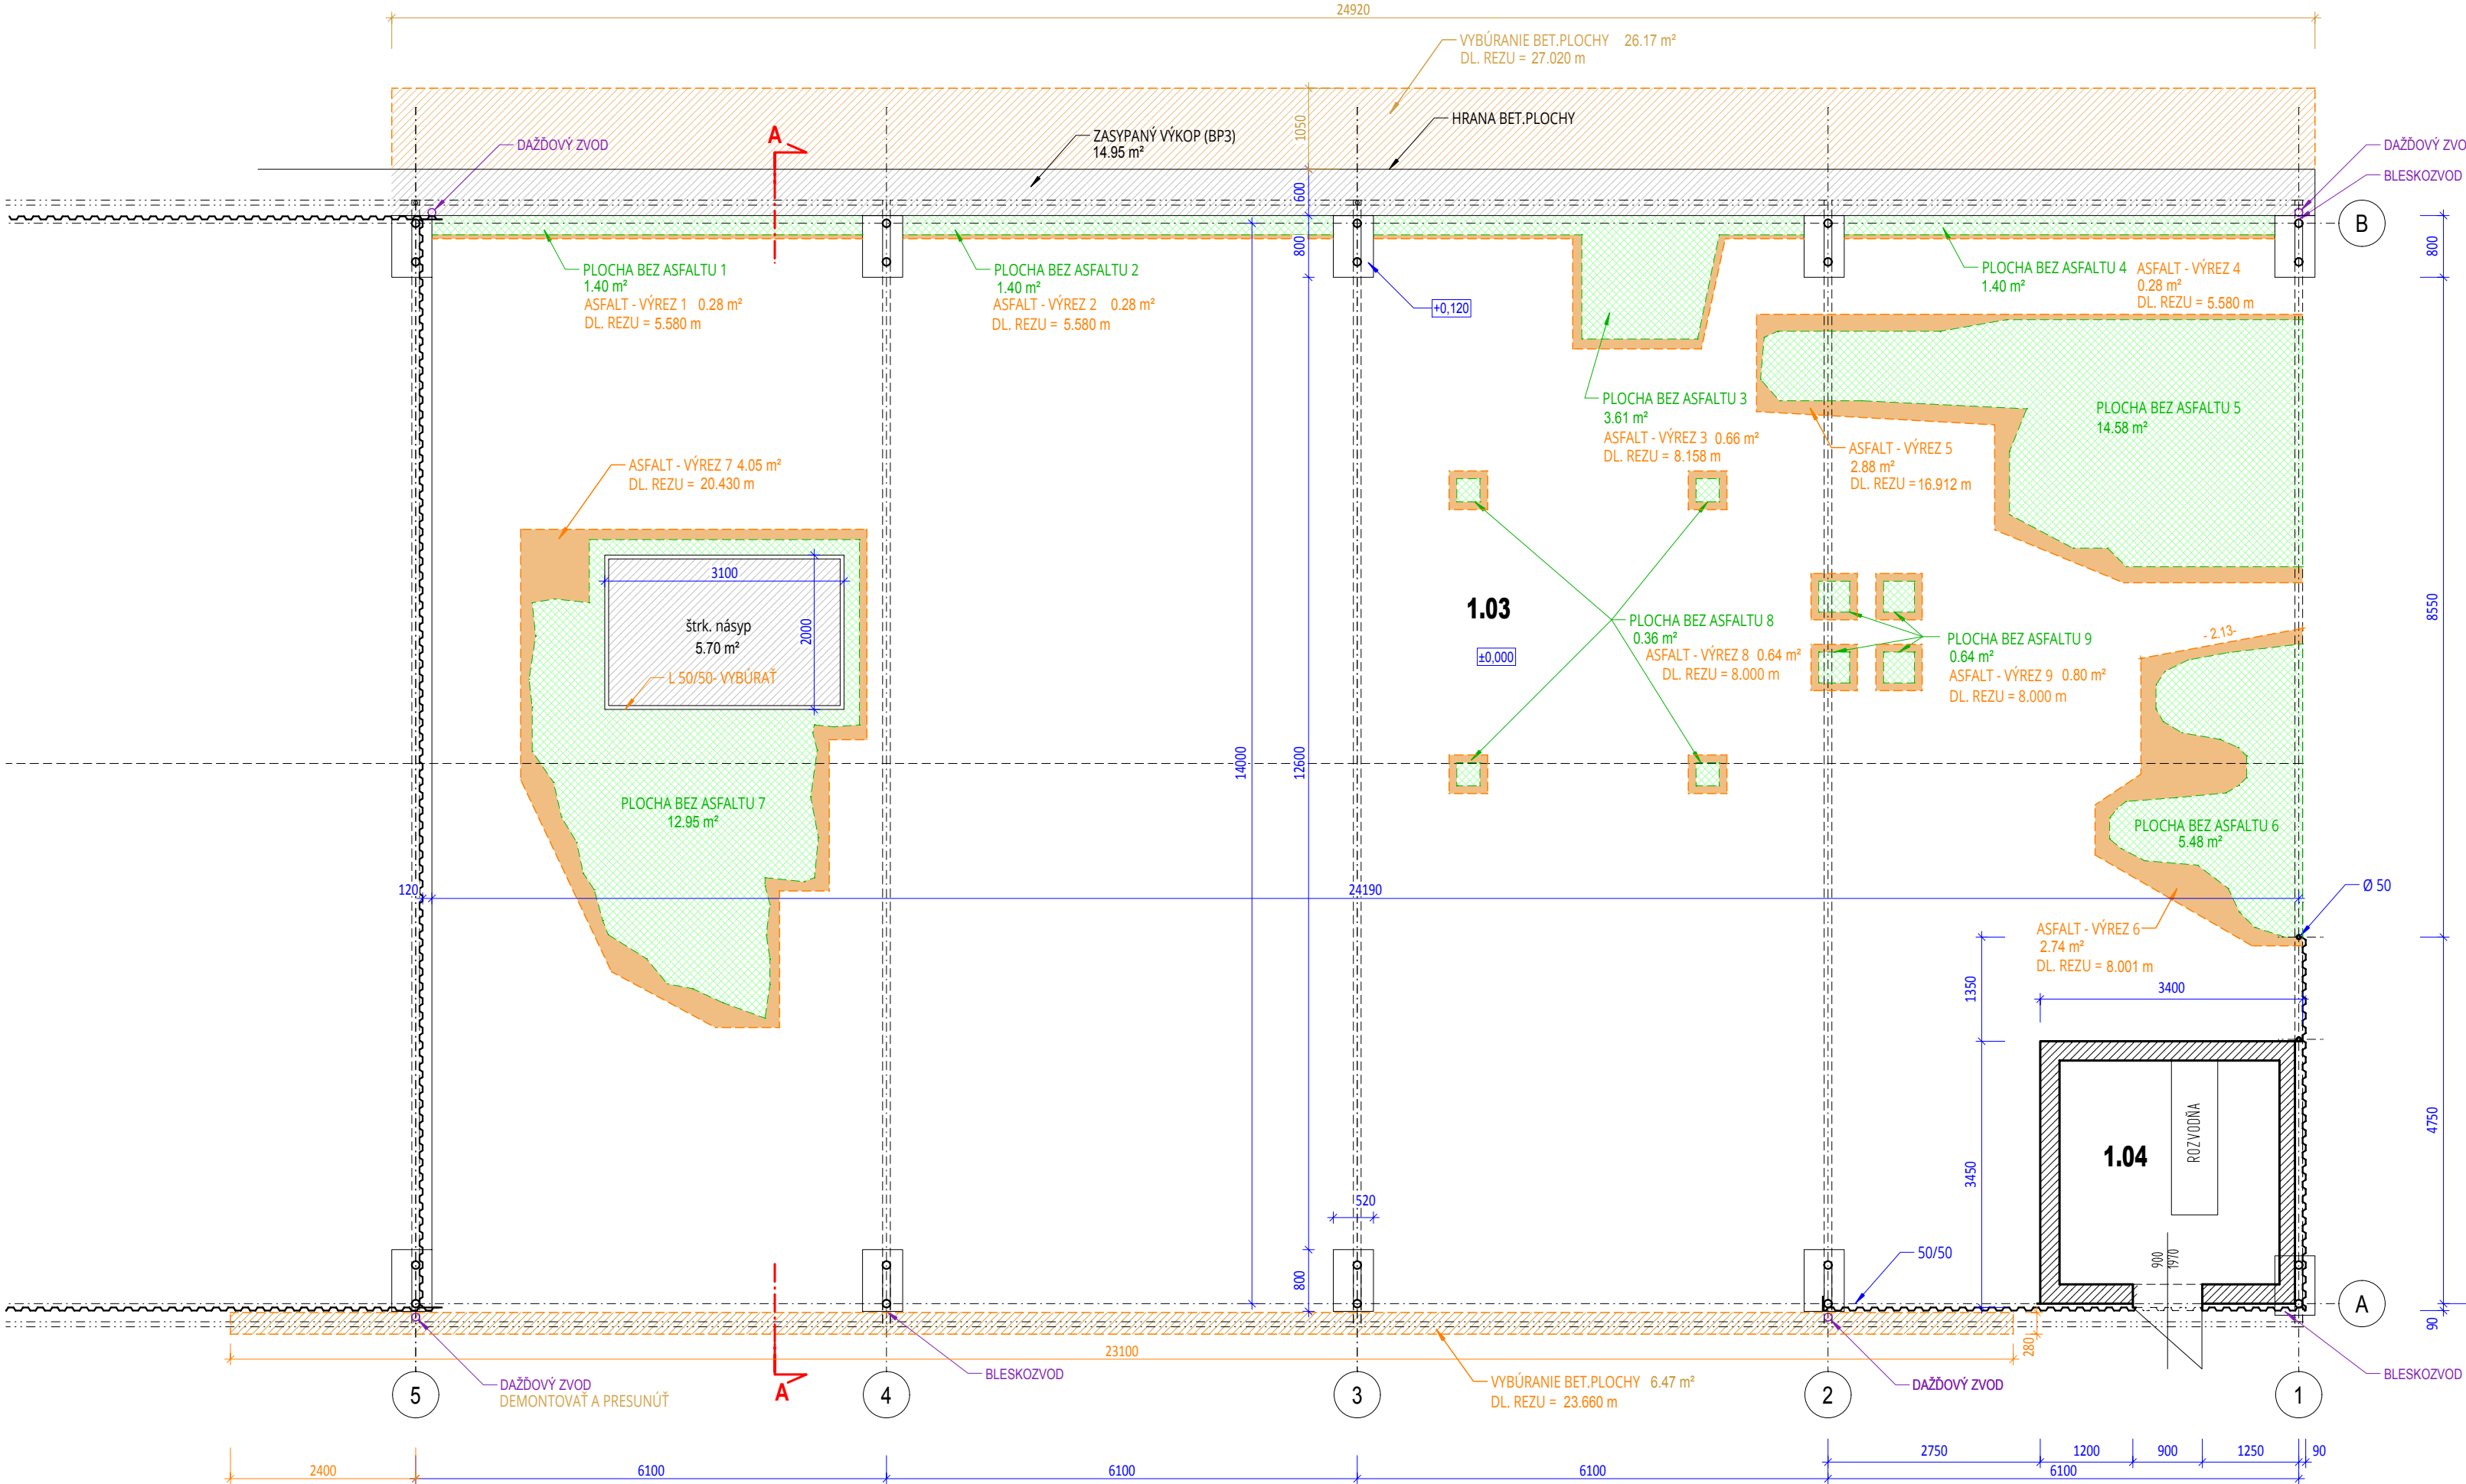 24920
VYBÚRANIE BET.PLOCHY 26.17 m²
DL. REZU = 27.020 m
HRANA BET.PLOCHY
ZASYPANÝ VÝKOP (BP3)
14.95 m²
1050
A
DAŽĎOVÝ ZVOD
DAŽĎOVÝ ZVO
BLESKOZVOD
600
B
800
800
PLOCHA BEZ ASFALTU 1
1.40 m²
ASFALT - VÝREZ 1 0.28 m²
DL. REZU = 5.580 m
PLOCHA BEZ ASFALTU 2
1.40 m²
ASFALT - VÝREZ 2 0.28 m²
DL. REZU = 5.580 m
+0,120
PLOCHA BEZ ASFALTU 4
1.40 m²
ASFALT - VÝREZ 4
0.28 m²
DL. REZU = 5.580 m
PLOCHA BEZ ASFALTU 3
3.61 m²
ASFALT - VÝREZ 3 0.66 m²
DL. REZU = 8.158 m
PLOCHA BEZ ASFALTU 5
14.58 m²
ASFALT - VÝREZ 5
2.88 m²
DL. REZU = 16.912 m
ASFALT - VÝREZ 7 4.05 m²
DL. REZU = 20.430 m
3100
2000
štrk. násyp
5.70 m²
L 50/50- VYBÚRAŤ
1.03
±0,000
PLOCHA BEZ ASFALTU 8
0.36 m²
ASFALT - VÝREZ 8 0.64 m²
DL. REZU = 8.000 m
PLOCHA BEZ ASFALTU 9
0.64 m²
ASFALT - VÝREZ 9 0.80 m²
DL. REZU = 8.000 m
- 2.13-
8550
14000
12600
PLOCHA BEZ ASFALTU 7
12.95 m²
PLOCHA BEZ ASFALTU 6
5.48 m²
120
24190
Ø 50
ASFALT - VÝREZ 6
2.74 m²
DL. REZU = 8.001 m
1350
3400
3450
4750
1.04
ROZVODŇA
900
1970
520
800
50/50
A
90
280
23100
5
4
3
2
1
DAŽĎOVÝ ZVOD
DEMONTOVAŤ A PRESUNÚŤ
A
BLESKOZVOD
VYBÚRANIE BET.PLOCHY 6.47 m²
DL. REZU = 23.660 m
DAŽĎOVÝ ZVOD
BLESKOZVOD
2750
1200
900
1250
90
2400
6100
6100
6100
6100